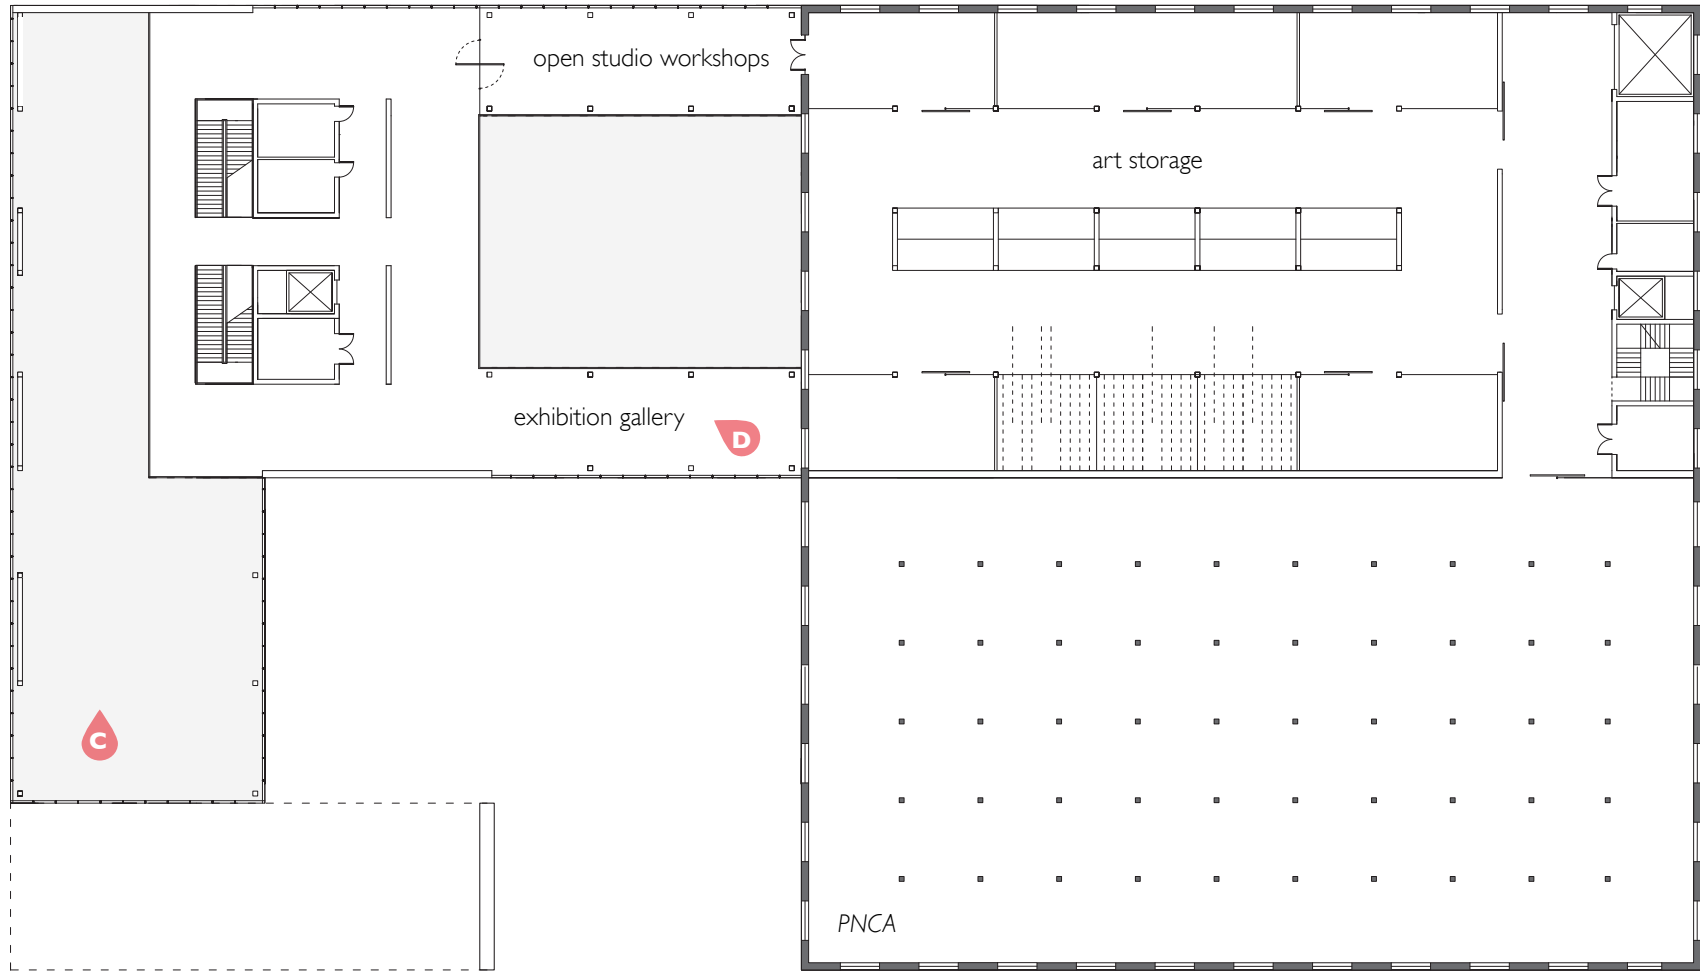 open studio workshops
art storage
exhibition gallery
D
C
PNCA